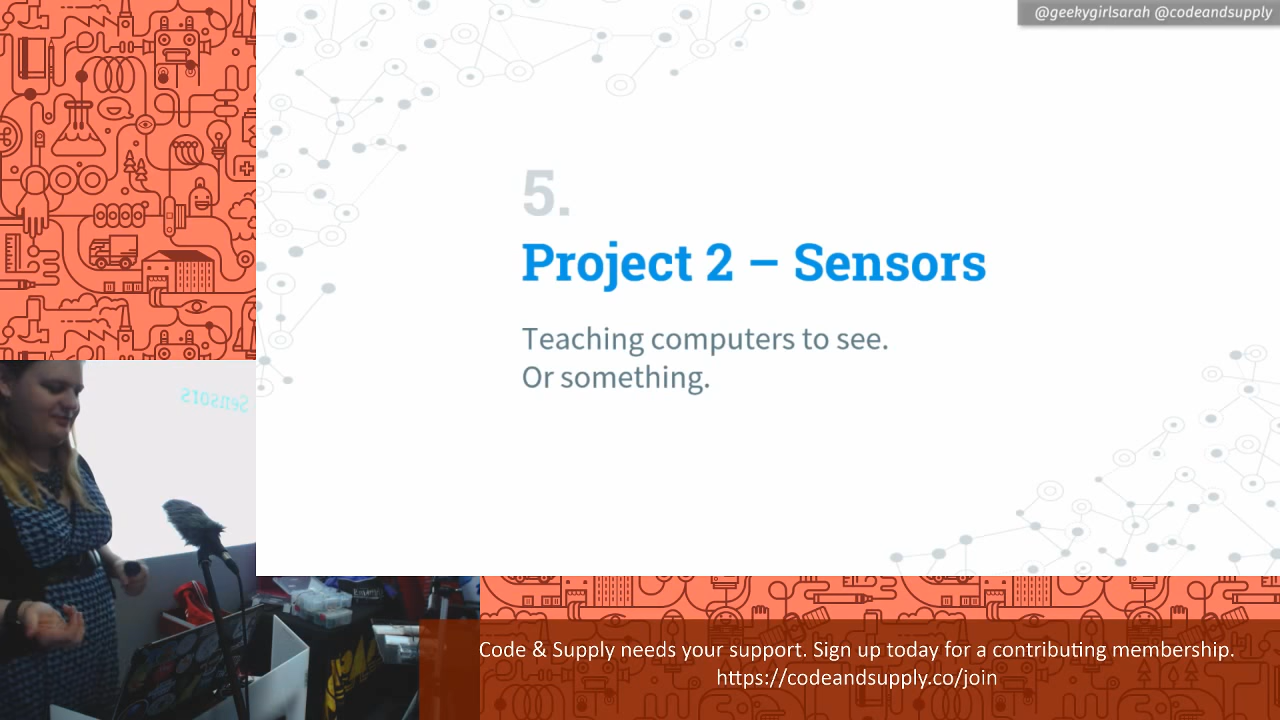 @geekygirlsarah @codeandsupply
5.
Project 2 – Sensors
Teaching computers to see.
Or something.
Sensors
Code & Supply needs your support. Sign up today for a contributing membership.
https://codeandsupply.co/join